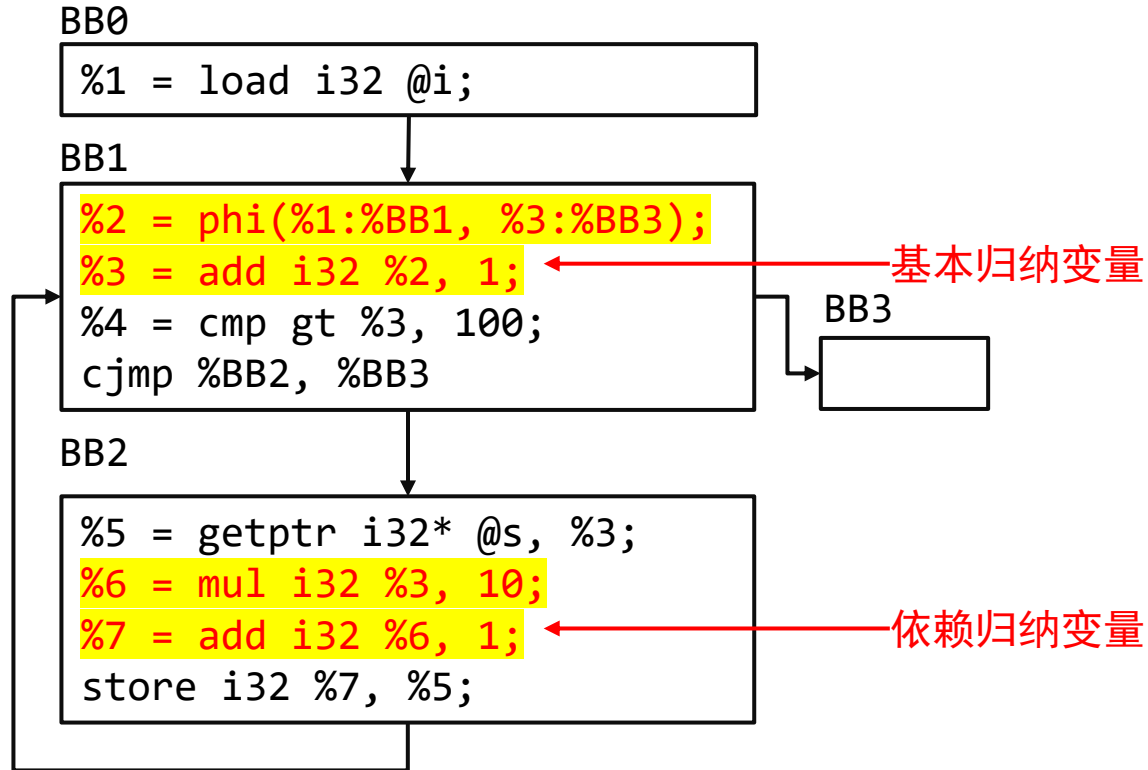 BB0
%1 = load i32 @i;
BB1
%2 = phi(%1:%BB1, %3:%BB3);
%3 = add i32 %2, 1;
基本归纳变量
%4 = cmp gt %3, 100;
cjmp %BB2, %BB3
BB3
BB2
%5 = getptr i32* @s, %3;
%6 = mul i32 %3, 10;
%7 = add i32 %6, 1;
依赖归纳变量
store i32 %7, %5;